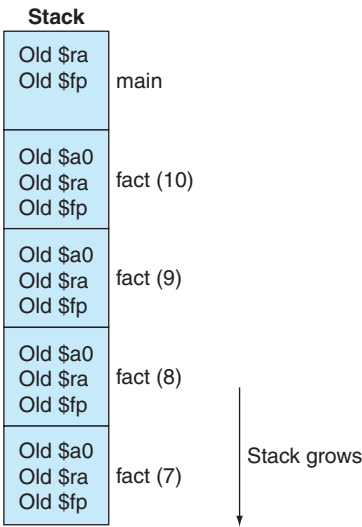 Stack
Old $ra
Old $fp
main
Old $a0
Old $ra
Old $fp
fact (10)
Old $a0
Old $ra
Old $fp
fact (9)
Old $a0
Old $ra
Old $fp
fact (8)
Old $a0
Old $ra
Old $fp
fact (7)
Stack grows